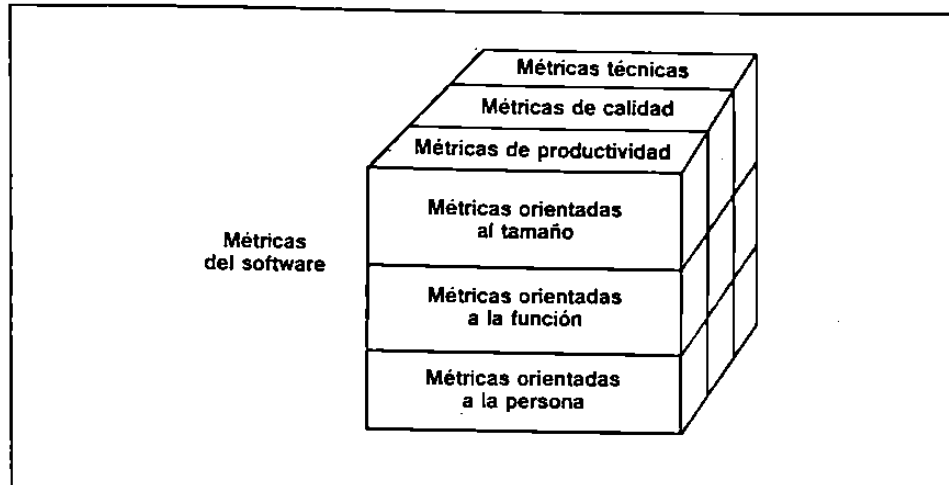 Métricas técnicas
Métricas de calidad
Métricas de productividad
Métricas orientadas
al tamaño
Métricas
del software
Métricas orientadas
a la función
Métricas orientadas
a la persona